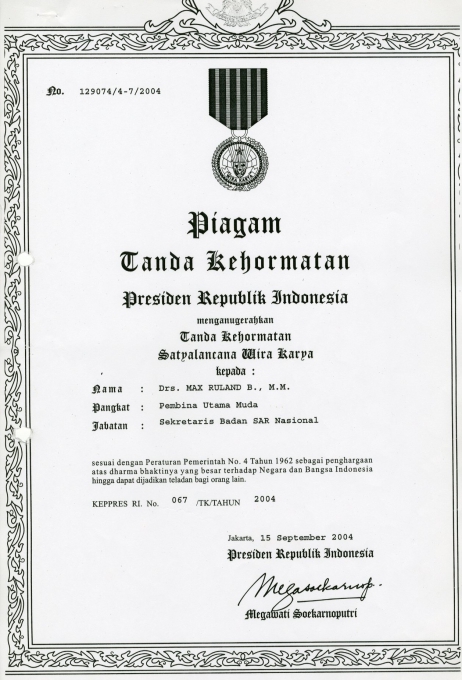 No. 129074/4-7/2004
WIRA KARYA
Piagam
Tanda Kehormatan
Presiden Republik Indonesia
menganugerahkan
Tanda Kehormatan
Satyalancana Wira Karya
kepada :
Nama : Drs. MAX RULAND B., M.M.
Pangkat : Pembina Utama Muda
Jabatan : Sekretaris Badan SAR Nasional
sesuai dengan Peraturan Pemerintah No. 4 Tahun 1962 sebagai penghargaan
atas dharma bhaktinya yang besar terhadap Negara dan Bangsa Indonesia
hingga dapat dijadikan teladan bagi orang lain.
KEPPRES RI. No. 067 /TK/TAHUN 2004
Jakarta, 15 September 2004
Presiden Republik Indonesia
Megasoekarnop.
Megawati Soekarnoputri